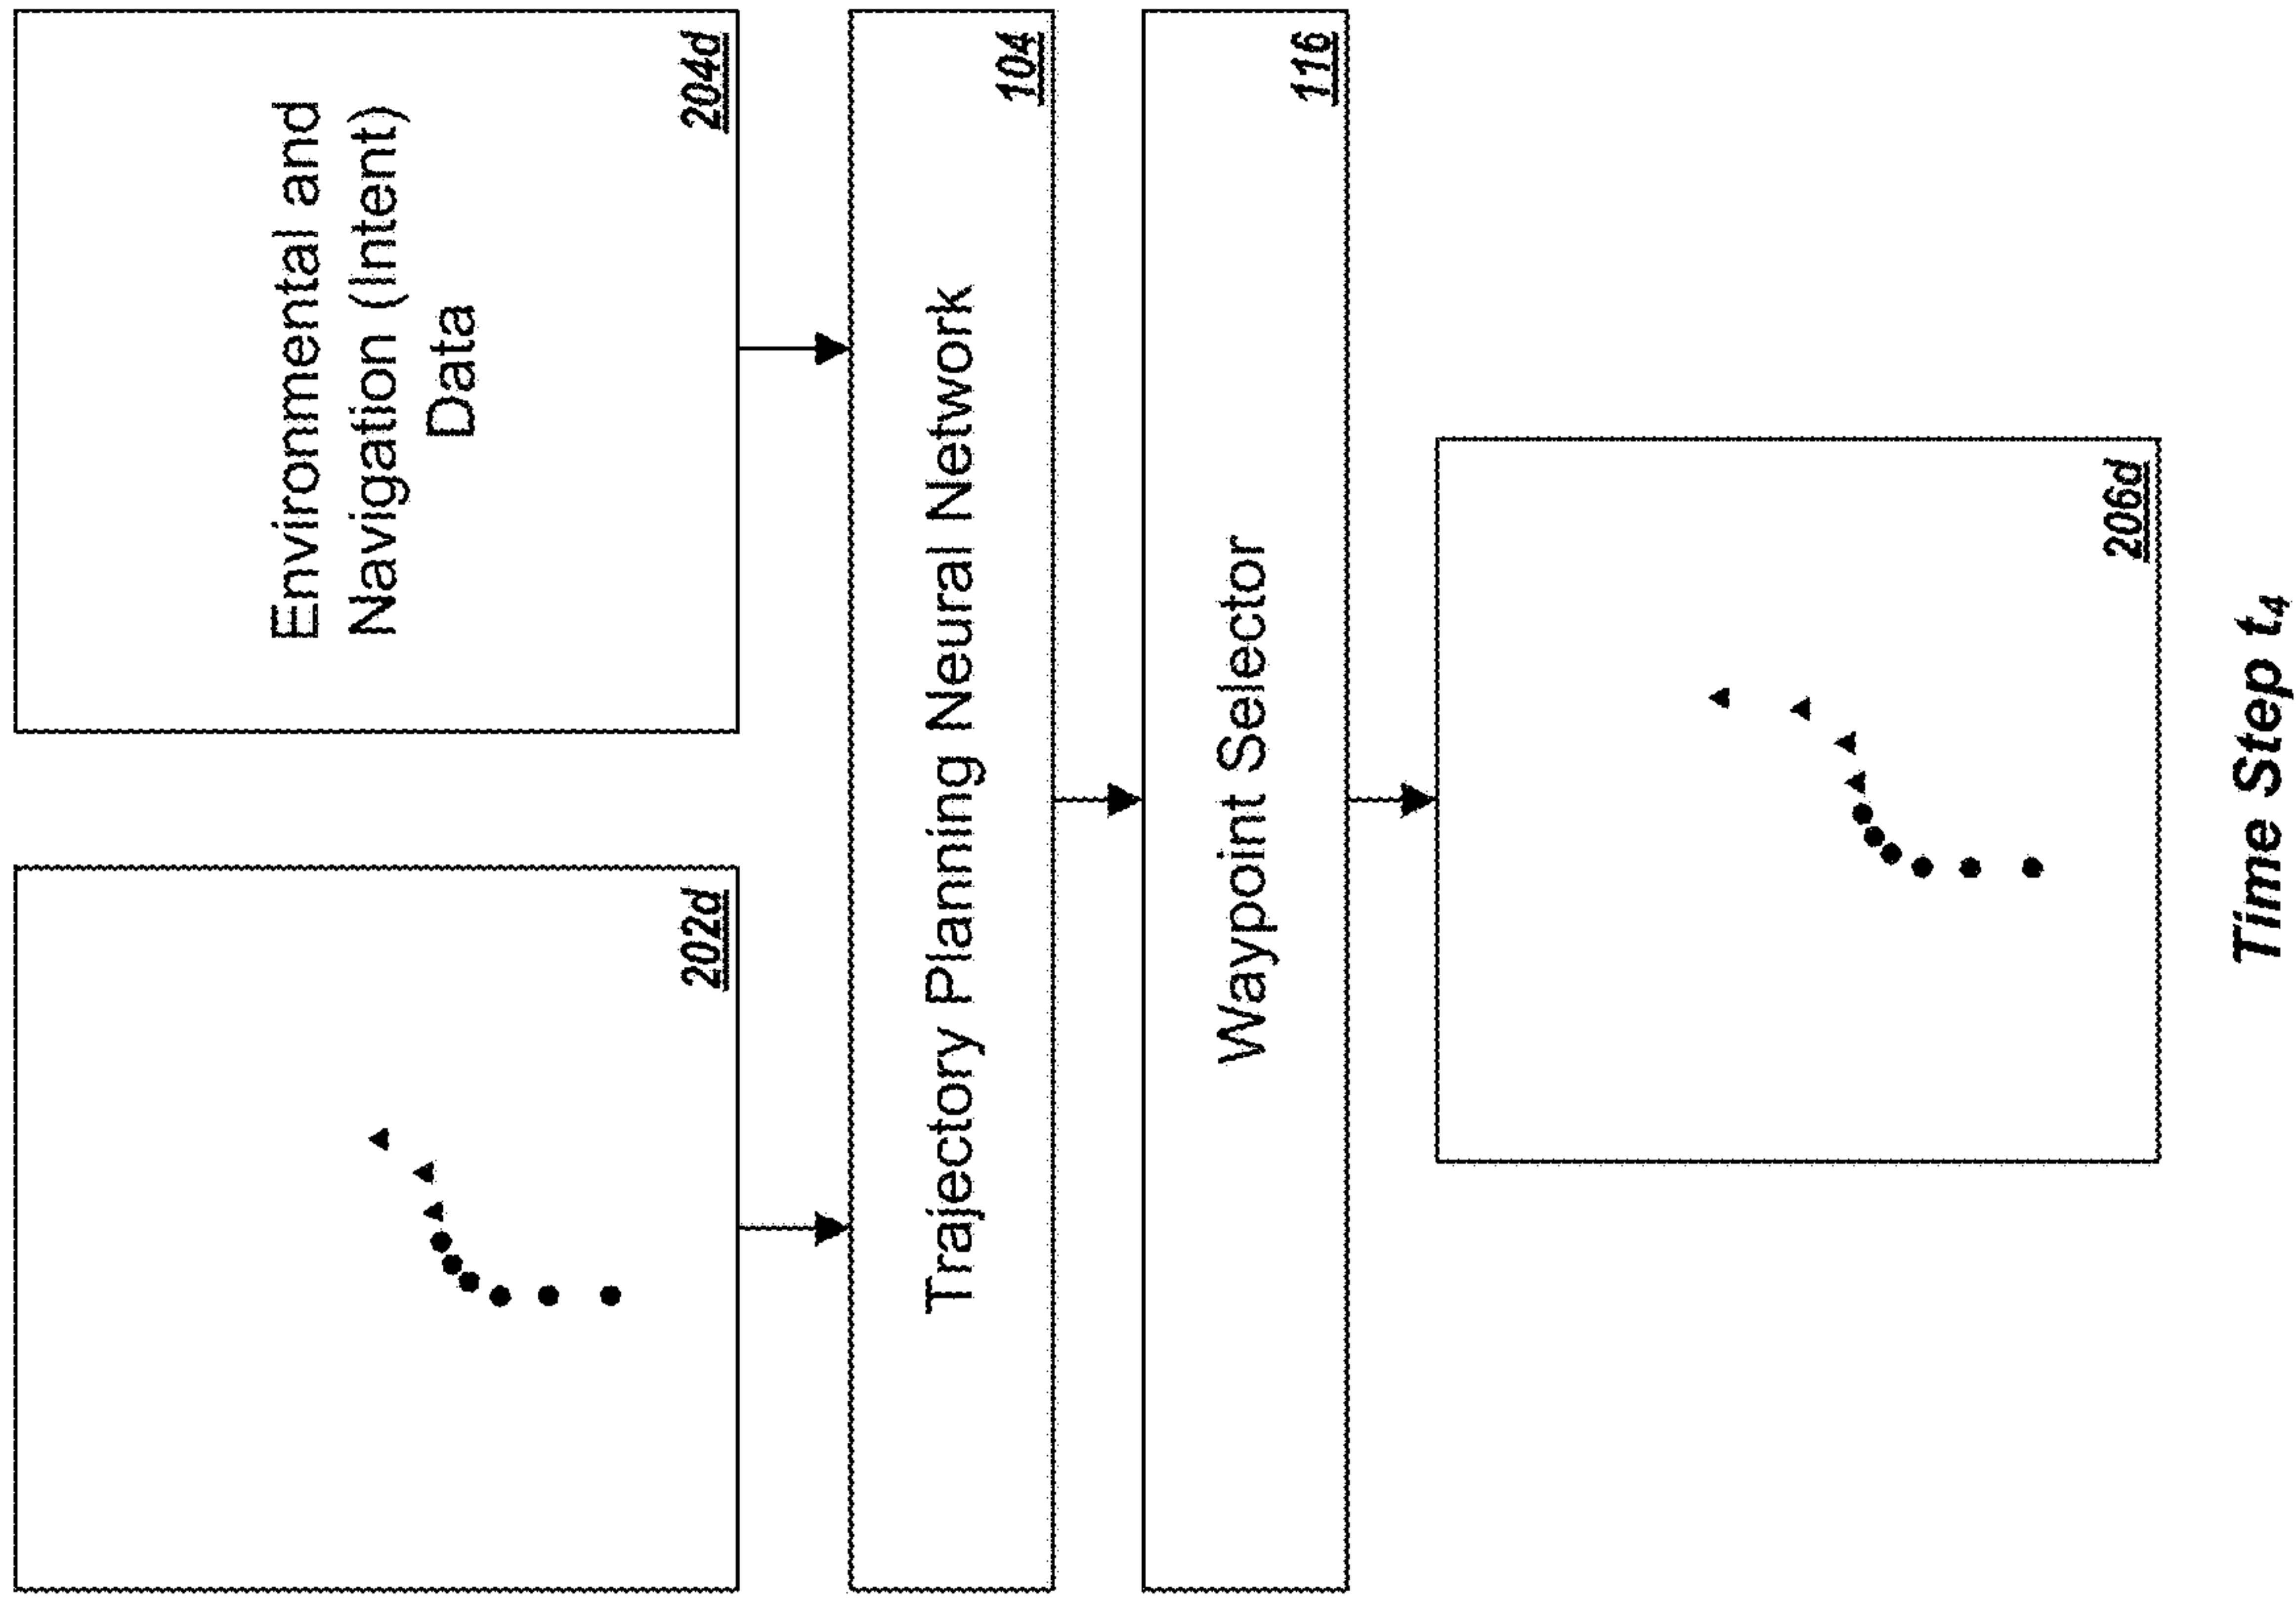 202d
Environmental and
Navigation (Intent)
Data
204d
Trajectory Planning Neural Network
104
Waypoint Selector
116
206d
Time Step t4